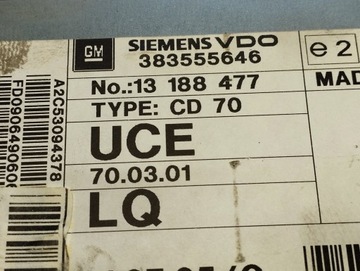 GM SIEMENS VDO
383555646
e2
No.: 13 188 477
MAD
TYPE: CD 70
UCE
70.03.01
LQ
A2C53094378